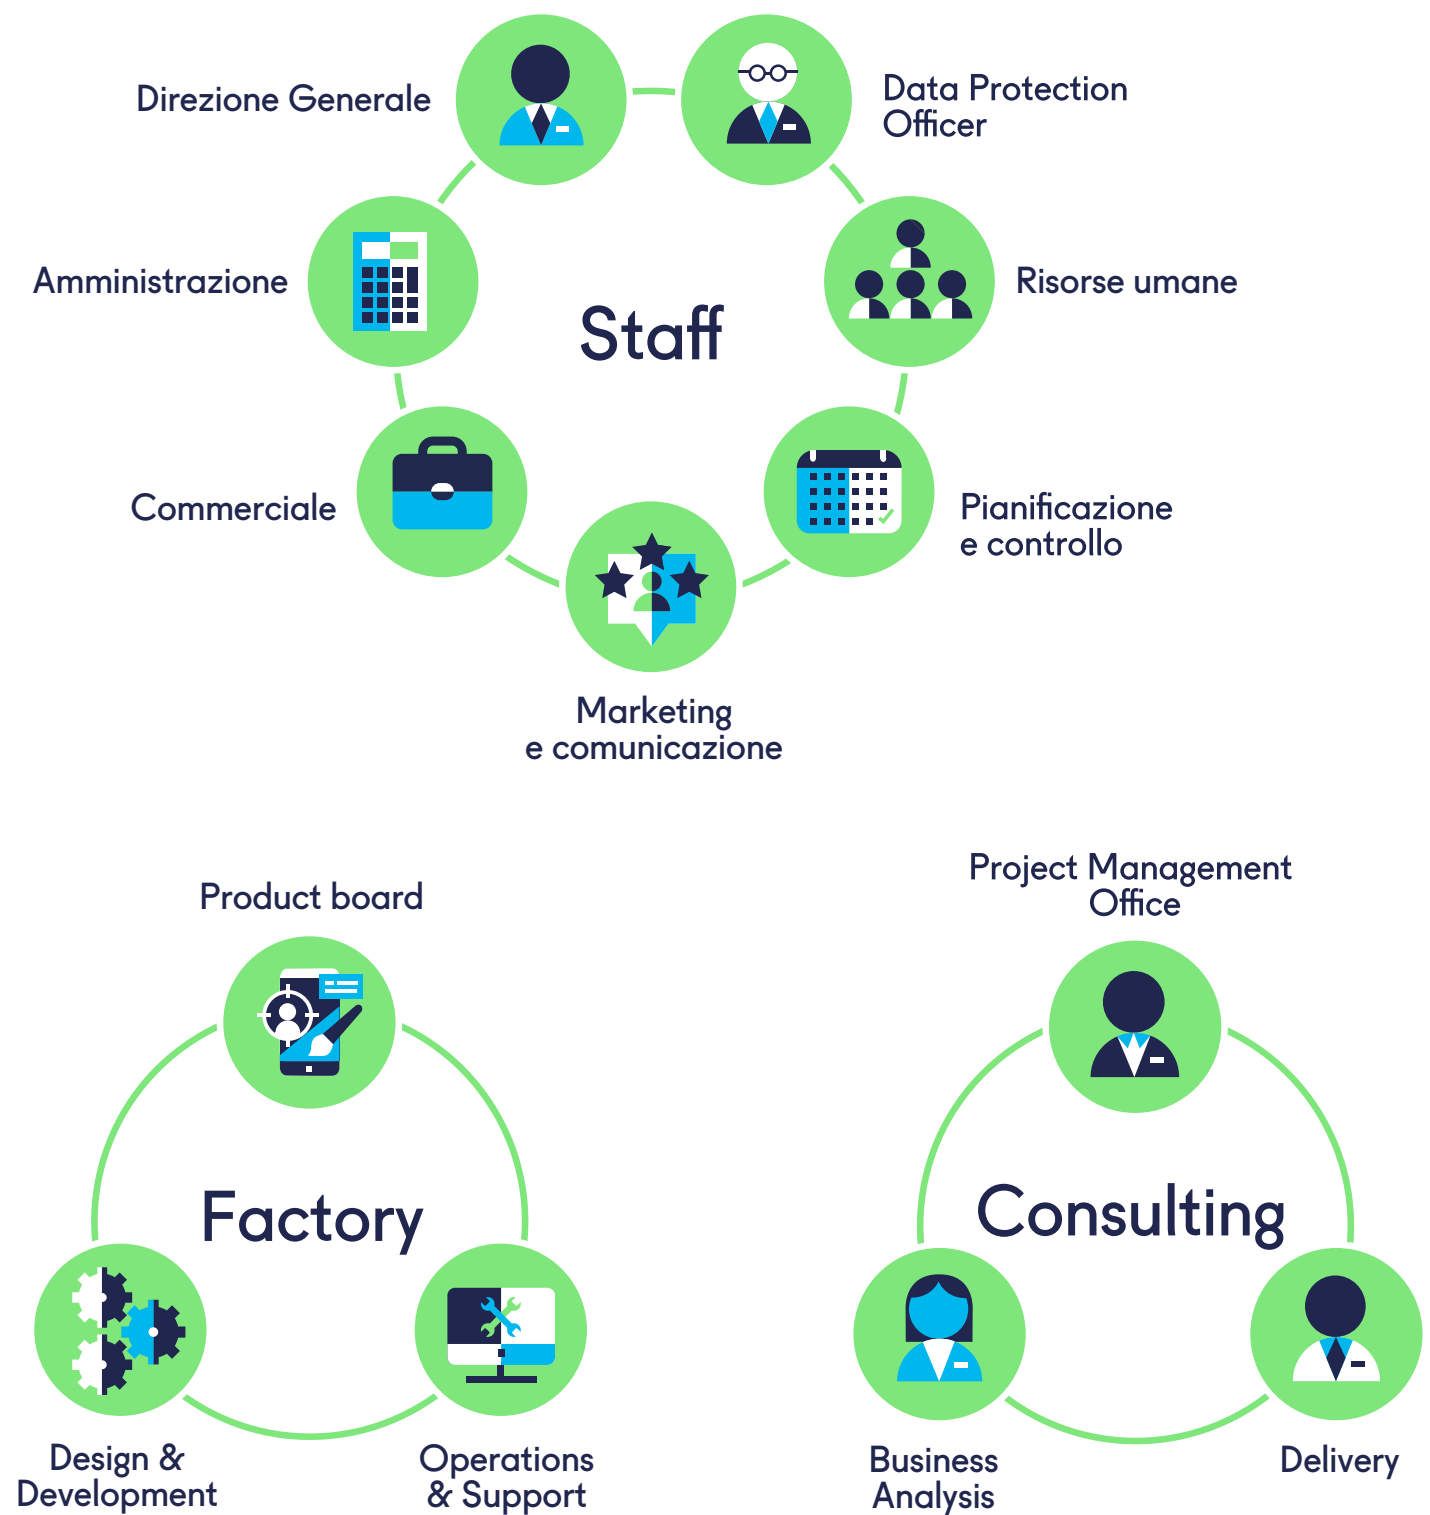 Direzione Generale
Data Protection
Officer
Amministrazione
Risorse umane
Staff
Commerciale
Pianificazione
e controllo
Marketing
e comunicazione
Product board
Factory
Design &
Development
Operations
& Support
Project Management
Office
Consulting
Business
Analysis
Delivery